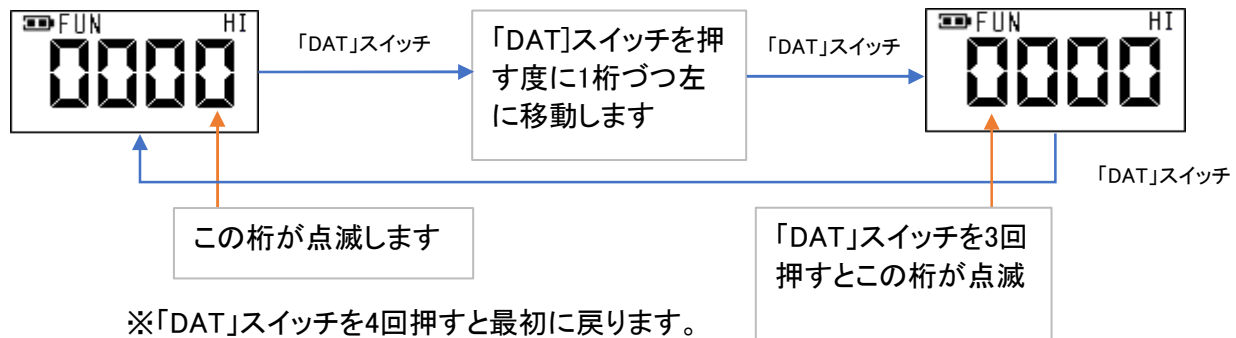 FUN HI
0000
「DAT」スイッチ
「DAT]スイッチを押
す度に1桁づつ左
に移動します
「DAT」スイッチ
FUN HI
0000
「DAT」スイッチ
この桁が点滅します
「DAT」スイッチを3回
押すとこの桁が点滅
※「DAT」スイッチを4回押すと最初に戻ります。